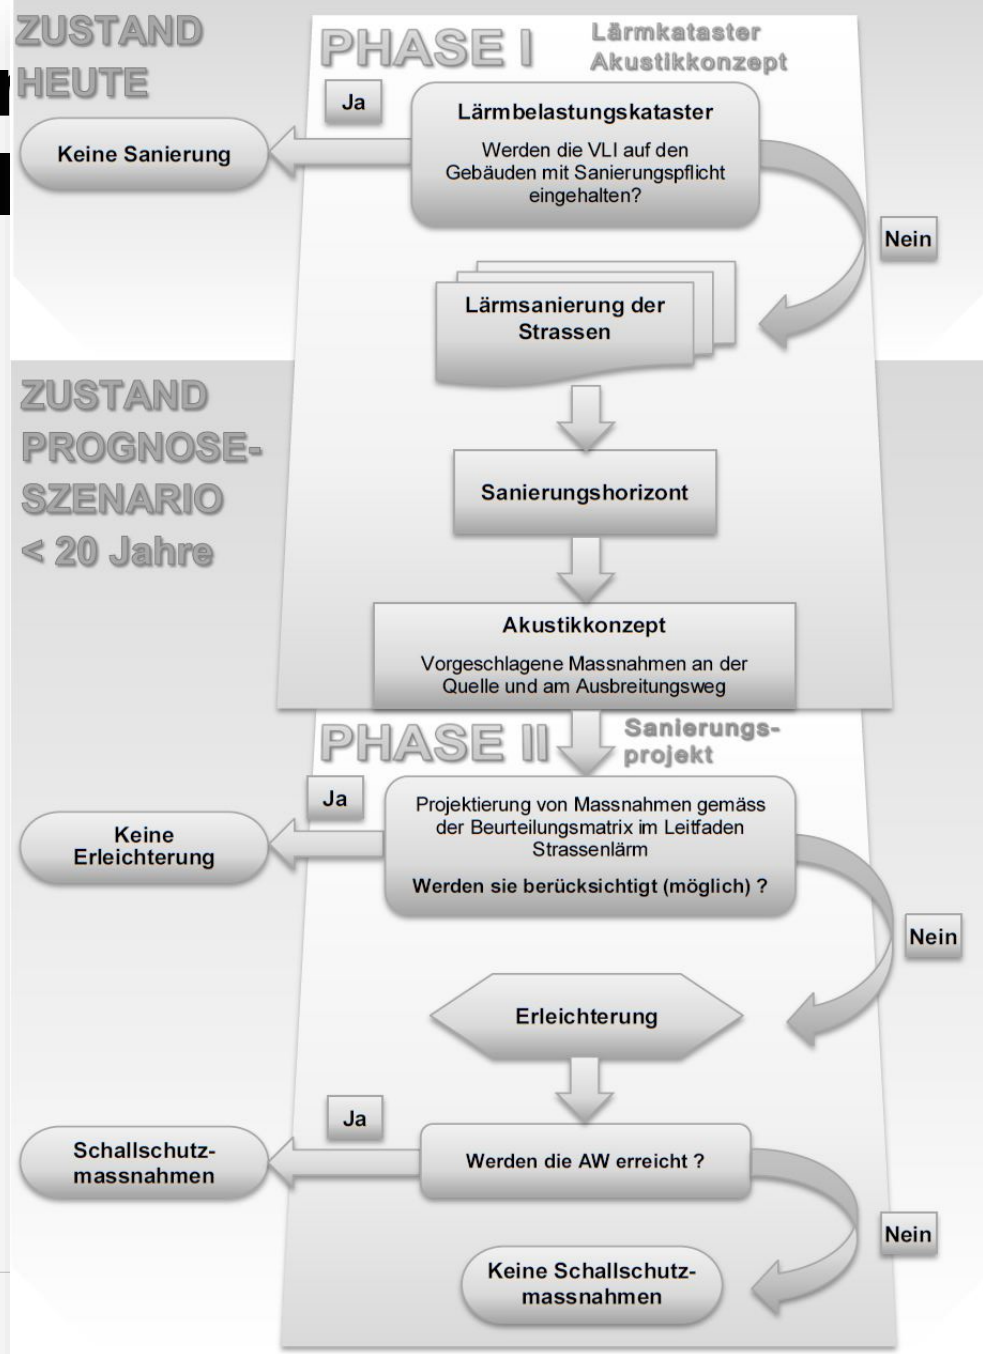 ZUSTAND
HEUTE
PHASE I
Lärmkataster
Akustikkonzept
Ja
Lärmbelastungskataster
Werden die VLI auf den
Gebäuden mit Sanierungspflicht
eingehalten?
Keine Sanierung
Nein
Lärmsanierung der
Strassen
ZUSTAND
PROGNOSE-
SZENARIO
< 20 Jahre
Sanierungshorizont
Akustikkonzept
Vorgeschlagene Massnahmen an der
Quelle und am Ausbreitungsweg
PHASE II
Sanierungs-
projekt
Ja
Projektierung von Massnahmen gemäss
der Beurteilungsmatrix im Leitfaden
Strassenlärm
Werden sie berücksichtigt (möglich) ?
Keine
Erleichterung
Nein
Erleichterung
Ja
Werden die AW erreicht ?
Schallschutz-
massnahmen
Nein
Keine Schallschutz-
massnahmen